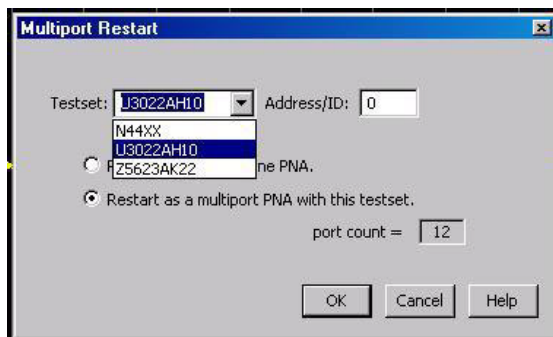 Multiport Restart
Testset: U3022AH10 Address/ID: 0
N44XX
U3022AH10
Z5623AK22
PNA.
Restart as a multiport PNA with this testset.
port count = 12
OK Cancel Help